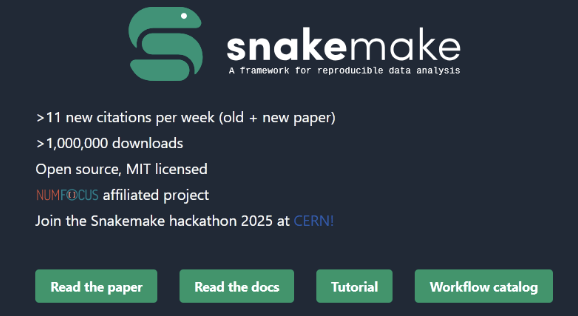 snakemake
A framework for reproducible data analysis
>11 new citations per week (old + new paper)
>1,000,000 downloads
Open source, MIT licensed
NUMFOCUS affiliated project
Join the Snakemake hackathon 2025 at CERN!
Read the paper Read the docs Tutorial Workflow catalog